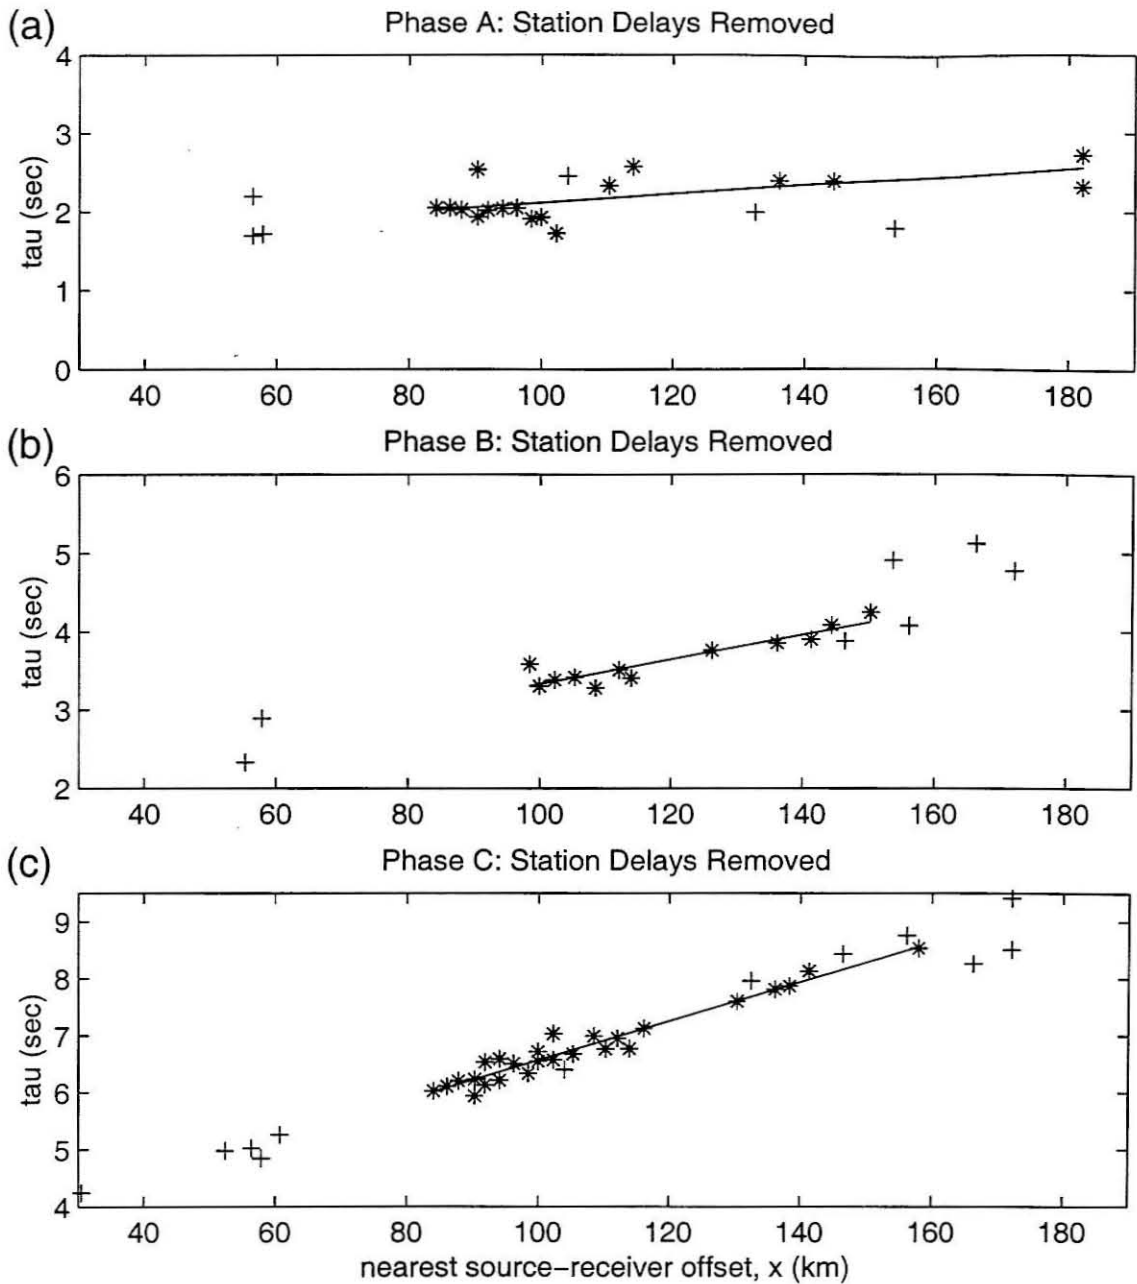 (a)
Phase A: Station Delays Removed
4
3
2
1
0
tau (sec)
40 60 80 100 120 140 160 180
(b)
Phase B: Station Delays Removed
6
5
4
3
2
tau (sec)
40 60 80 100 120 140 160 180
(c)
Phase C: Station Delays Removed
9
8
7
6
5
4
tau (sec)
40 60 80 100 120 140 160 180
nearest source-receiver offset, x (km)